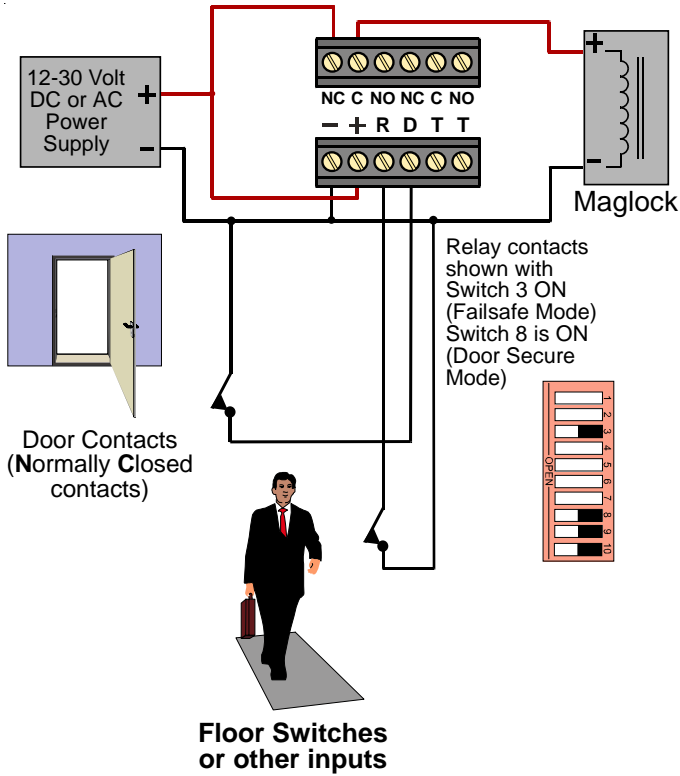 12-30 Volt
DC or AC
Power
Supply
+
-
NC C NO NC C NO
- + R D T T
+
-
Maglock
Relay contacts
shown with
Switch 3 ON
(Failsafe Mode)
Switch 8 is ON
(Door Secure
Mode)
Door Contacts
(Normally Closed
contacts)
OPEN
1
2
3
4
5
6
7
8
9
10
Floor Switches
or other inputs